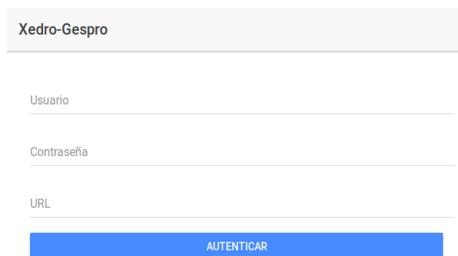 Xedro-Gespro
Usuario
Contraseña
URL
AUTENTICAR